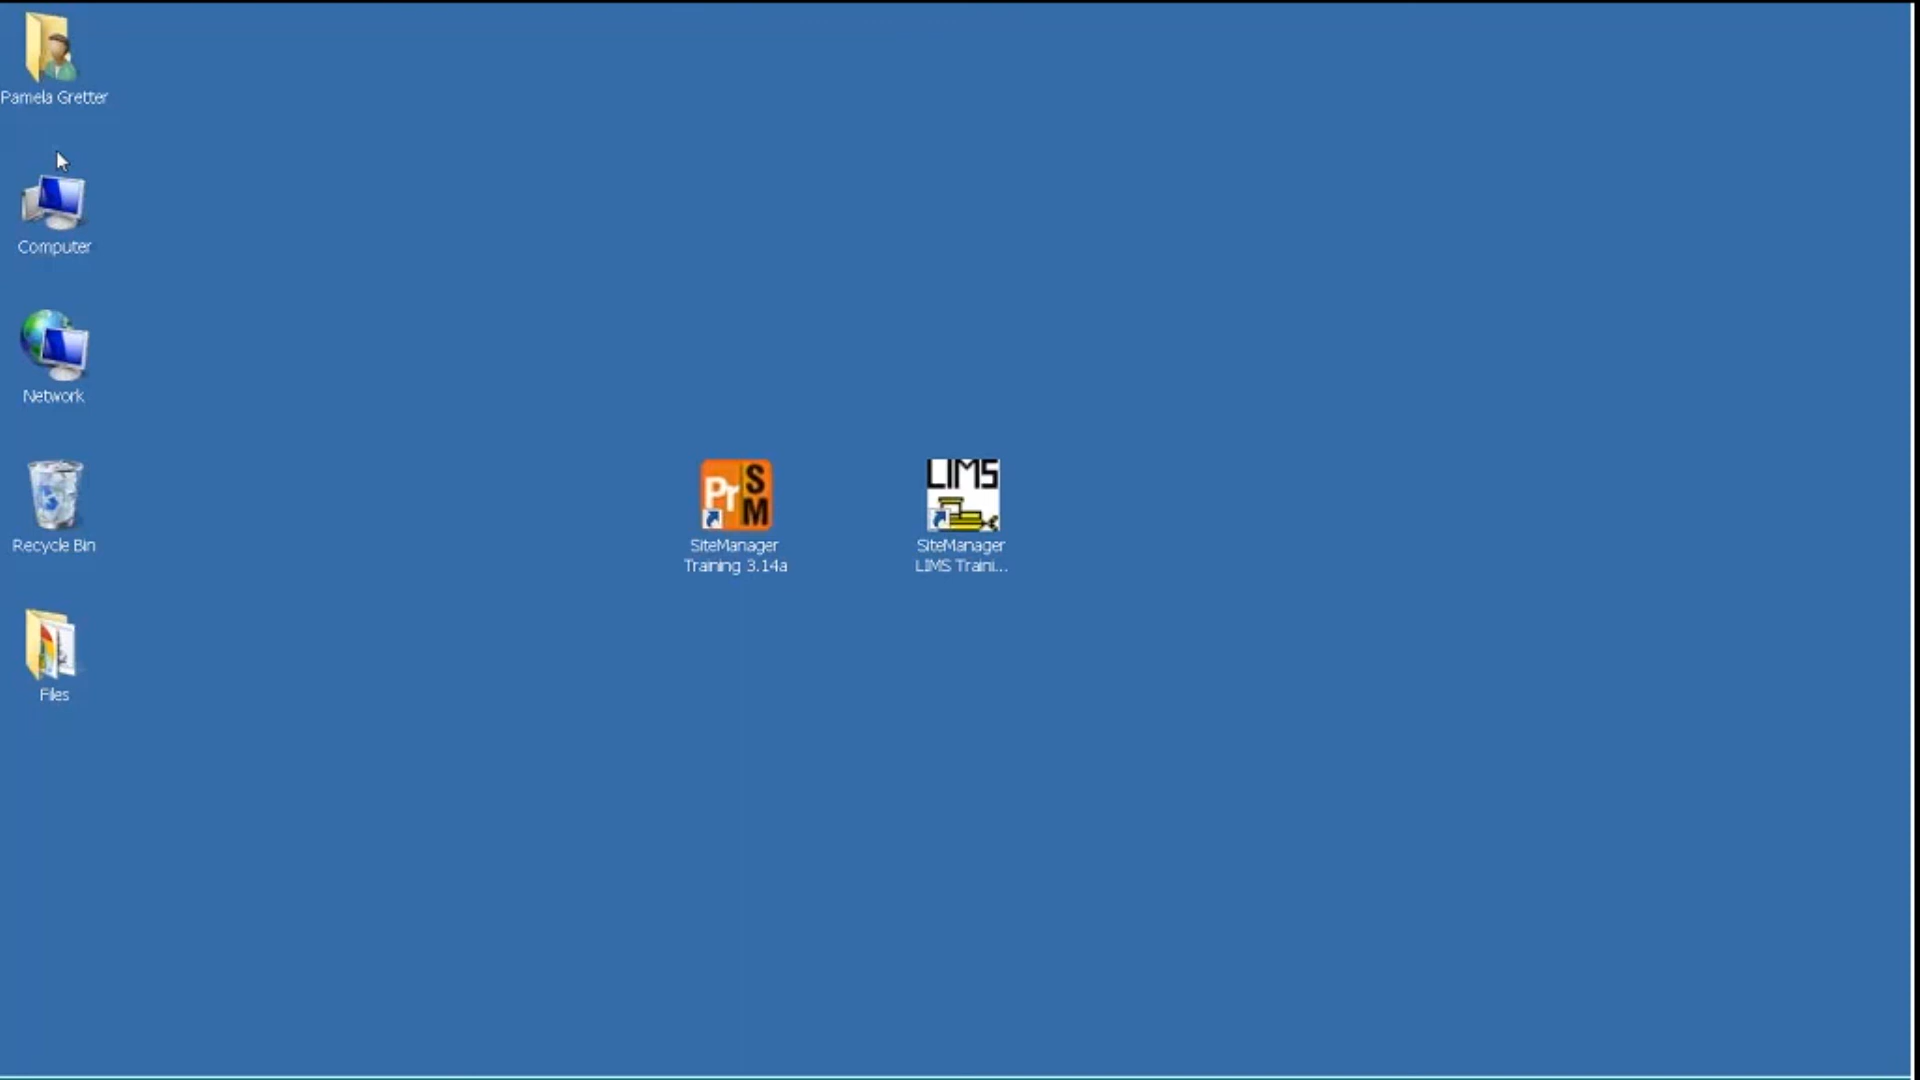 Pamela Gretter
Computer
Network
Recycle Bin
Files
Pr S
M
SiteManager
Training 3.14a
LIMS
SiteManager
LIMS Traini...